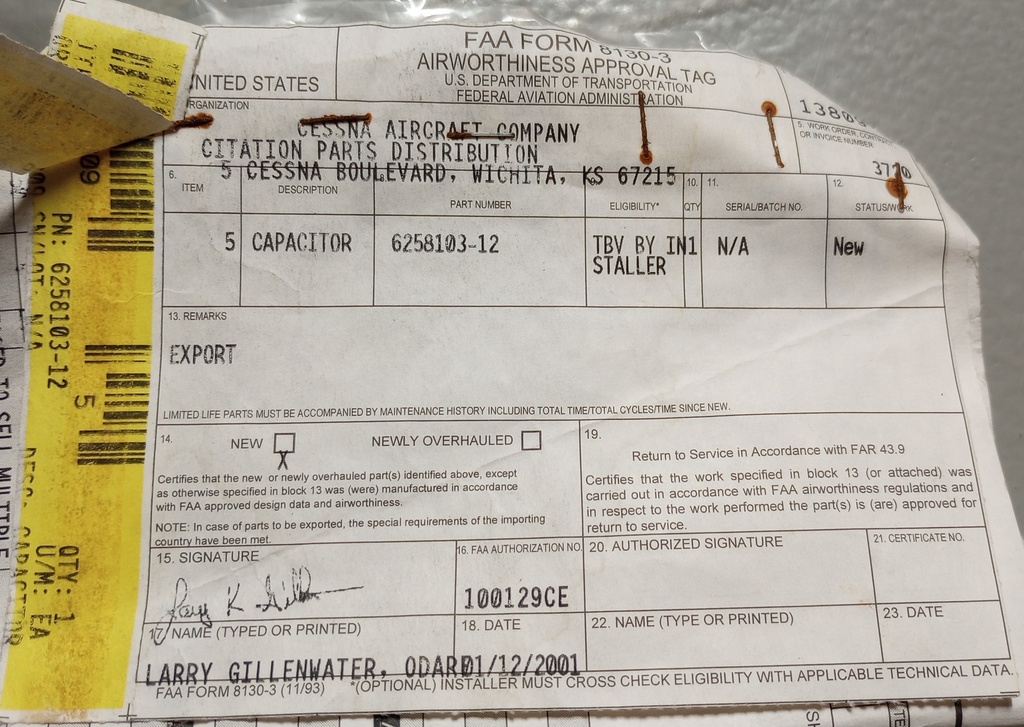 FAA FORM 8130-3
UNITED STATES
AIRWORTHINESS APPROVAL TAG
U.S. DEPARTMENT OF TRANSPORTATION
FEDERAL AVIATION ADMINISTRATION
ORGANIZATION
CESSNA AIRCRAFT COMPANY
CITATION PARTS DISTRIBUTION
5 CESSNA BOULEVARD, WICHITA, KS 67215
5. WORK ORDER, CONTRACT
OR INVOICE NUMBER
6. ITEM
DESCRIPTION
PART NUMBER
ELIGIBILITY*
10. QTY
11. SERIAL/BATCH NO.
12. STATUS/WORK
5 CAPACITOR 6258103-12 TBV BY IN1 N/A New
STALLER
13. REMARKS
EXPORT
LIMITED LIFE PARTS MUST BE ACCOMPANIED BY MAINTENANCE HISTORY INCLUDING TOTAL TIME/TOTAL CYCLES/TIME SINCE NEW.
14. NEW X NEWLY OVERHAULED
Certifies that the new or newly overhauled part(s) identified above, except
as otherwise specified in block 13 was (were) manufactured in accordance
with FAA approved design data and airworthiness.
NOTE: In case of parts to be exported, the special requirements of the importing
country have been met.
19. Return to Service in Accordance with FAR 43.9
Certifies that the work specified in block 13 (or attached) was
carried out in accordance with FAA airworthiness regulations and
in respect to the work performed the part(s) is (are) approved for
return to service.
15. SIGNATURE
16. FAA AUTHORIZATION NO.
100129CE
20. AUTHORIZED SIGNATURE
21. CERTIFICATE NO.
17. NAME (TYPED OR PRINTED)
18. DATE
22. NAME (TYPE OR PRINTED)
23. DATE
LARRY GILLENWATER, ODAR01/12/2001
FAA FORM 8130-3 (11/93) *(OPTIONAL) INSTALLER MUST CROSS CHECK ELIGIBILITY WITH APPLICABLE TECHNICAL DATA.
PN: 6258103-12
5
QTY: 1
U/M: EA
N/A
09